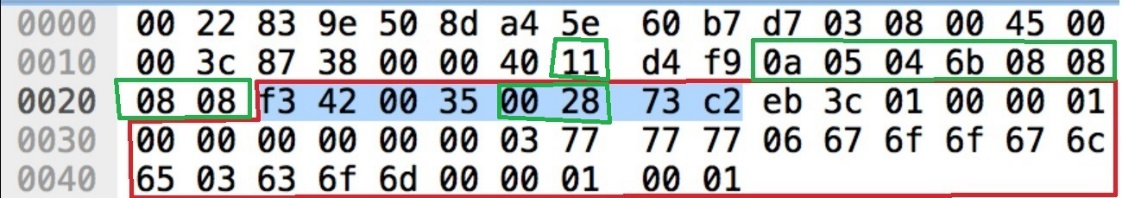 0000 00 22 83 9e 50 8d a4 5e 60 b7 d7 03 08 00 45 00
0010 00 3c 87 38 00 00 40 11 d4 f9 0a 05 04 6b 08 08
0020 08 08 f3 42 00 35 00 28 73 c2 eb 3c 01 00 00 01
0030 00 00 00 00 00 00 03 77 77 77 06 67 6f 6f 67 6c
0040 65 03 63 6f 6d 00 00 01 00 01